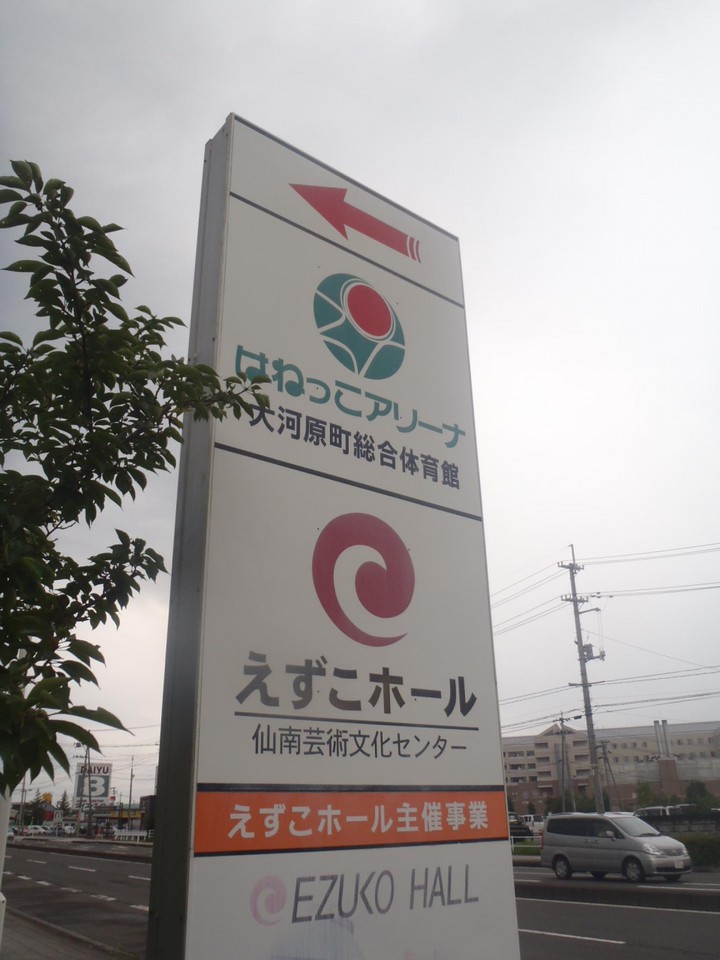 はねっこアリーナ
大河原町総合体育館
えずこホール
仙南芸術文化センター
えずこホール主催事業
EZUKO HALL
DAIYU
8